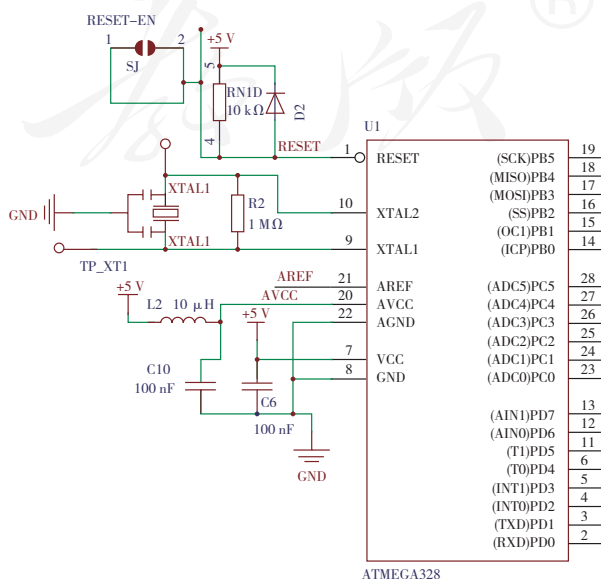 RESET-EN
1 2
SJ
+5 V
5
RN1D
10 kΩ
4
D2
RESET
U1
1 RESET
(SCK)PB5 19
(MISO)PB4 18
(MOSI)PB3 17
(SS)PB2 16
(OC1)PB1 15
(ICP)PB0 14
XTAL1
GND
R2
1 MΩ
10 XTAL2
XTAL1
9 XTAL1
TP_XT1
AREF 21 AREF
AVCC 20 AVCC
22 AGND
+5 V
L2 10 μH
+5 V
7 VCC
8 GND
C10
100 nF
C6
100 nF
GND
(ADC5)PC5 28
(ADC4)PC4 27
(ADC3)PC3 26
(ADC2)PC2 25
(ADC1)PC1 24
(ADC0)PC0 23
(AIN1)PD7 13
(AIN0)PD6 12
(T1)PD5 11
(T0)PD4 6
(INT1)PD3 5
(INT0)PD2 4
(TXD)PD1 3
(RXD)PD0 2
ATMEGA328
®